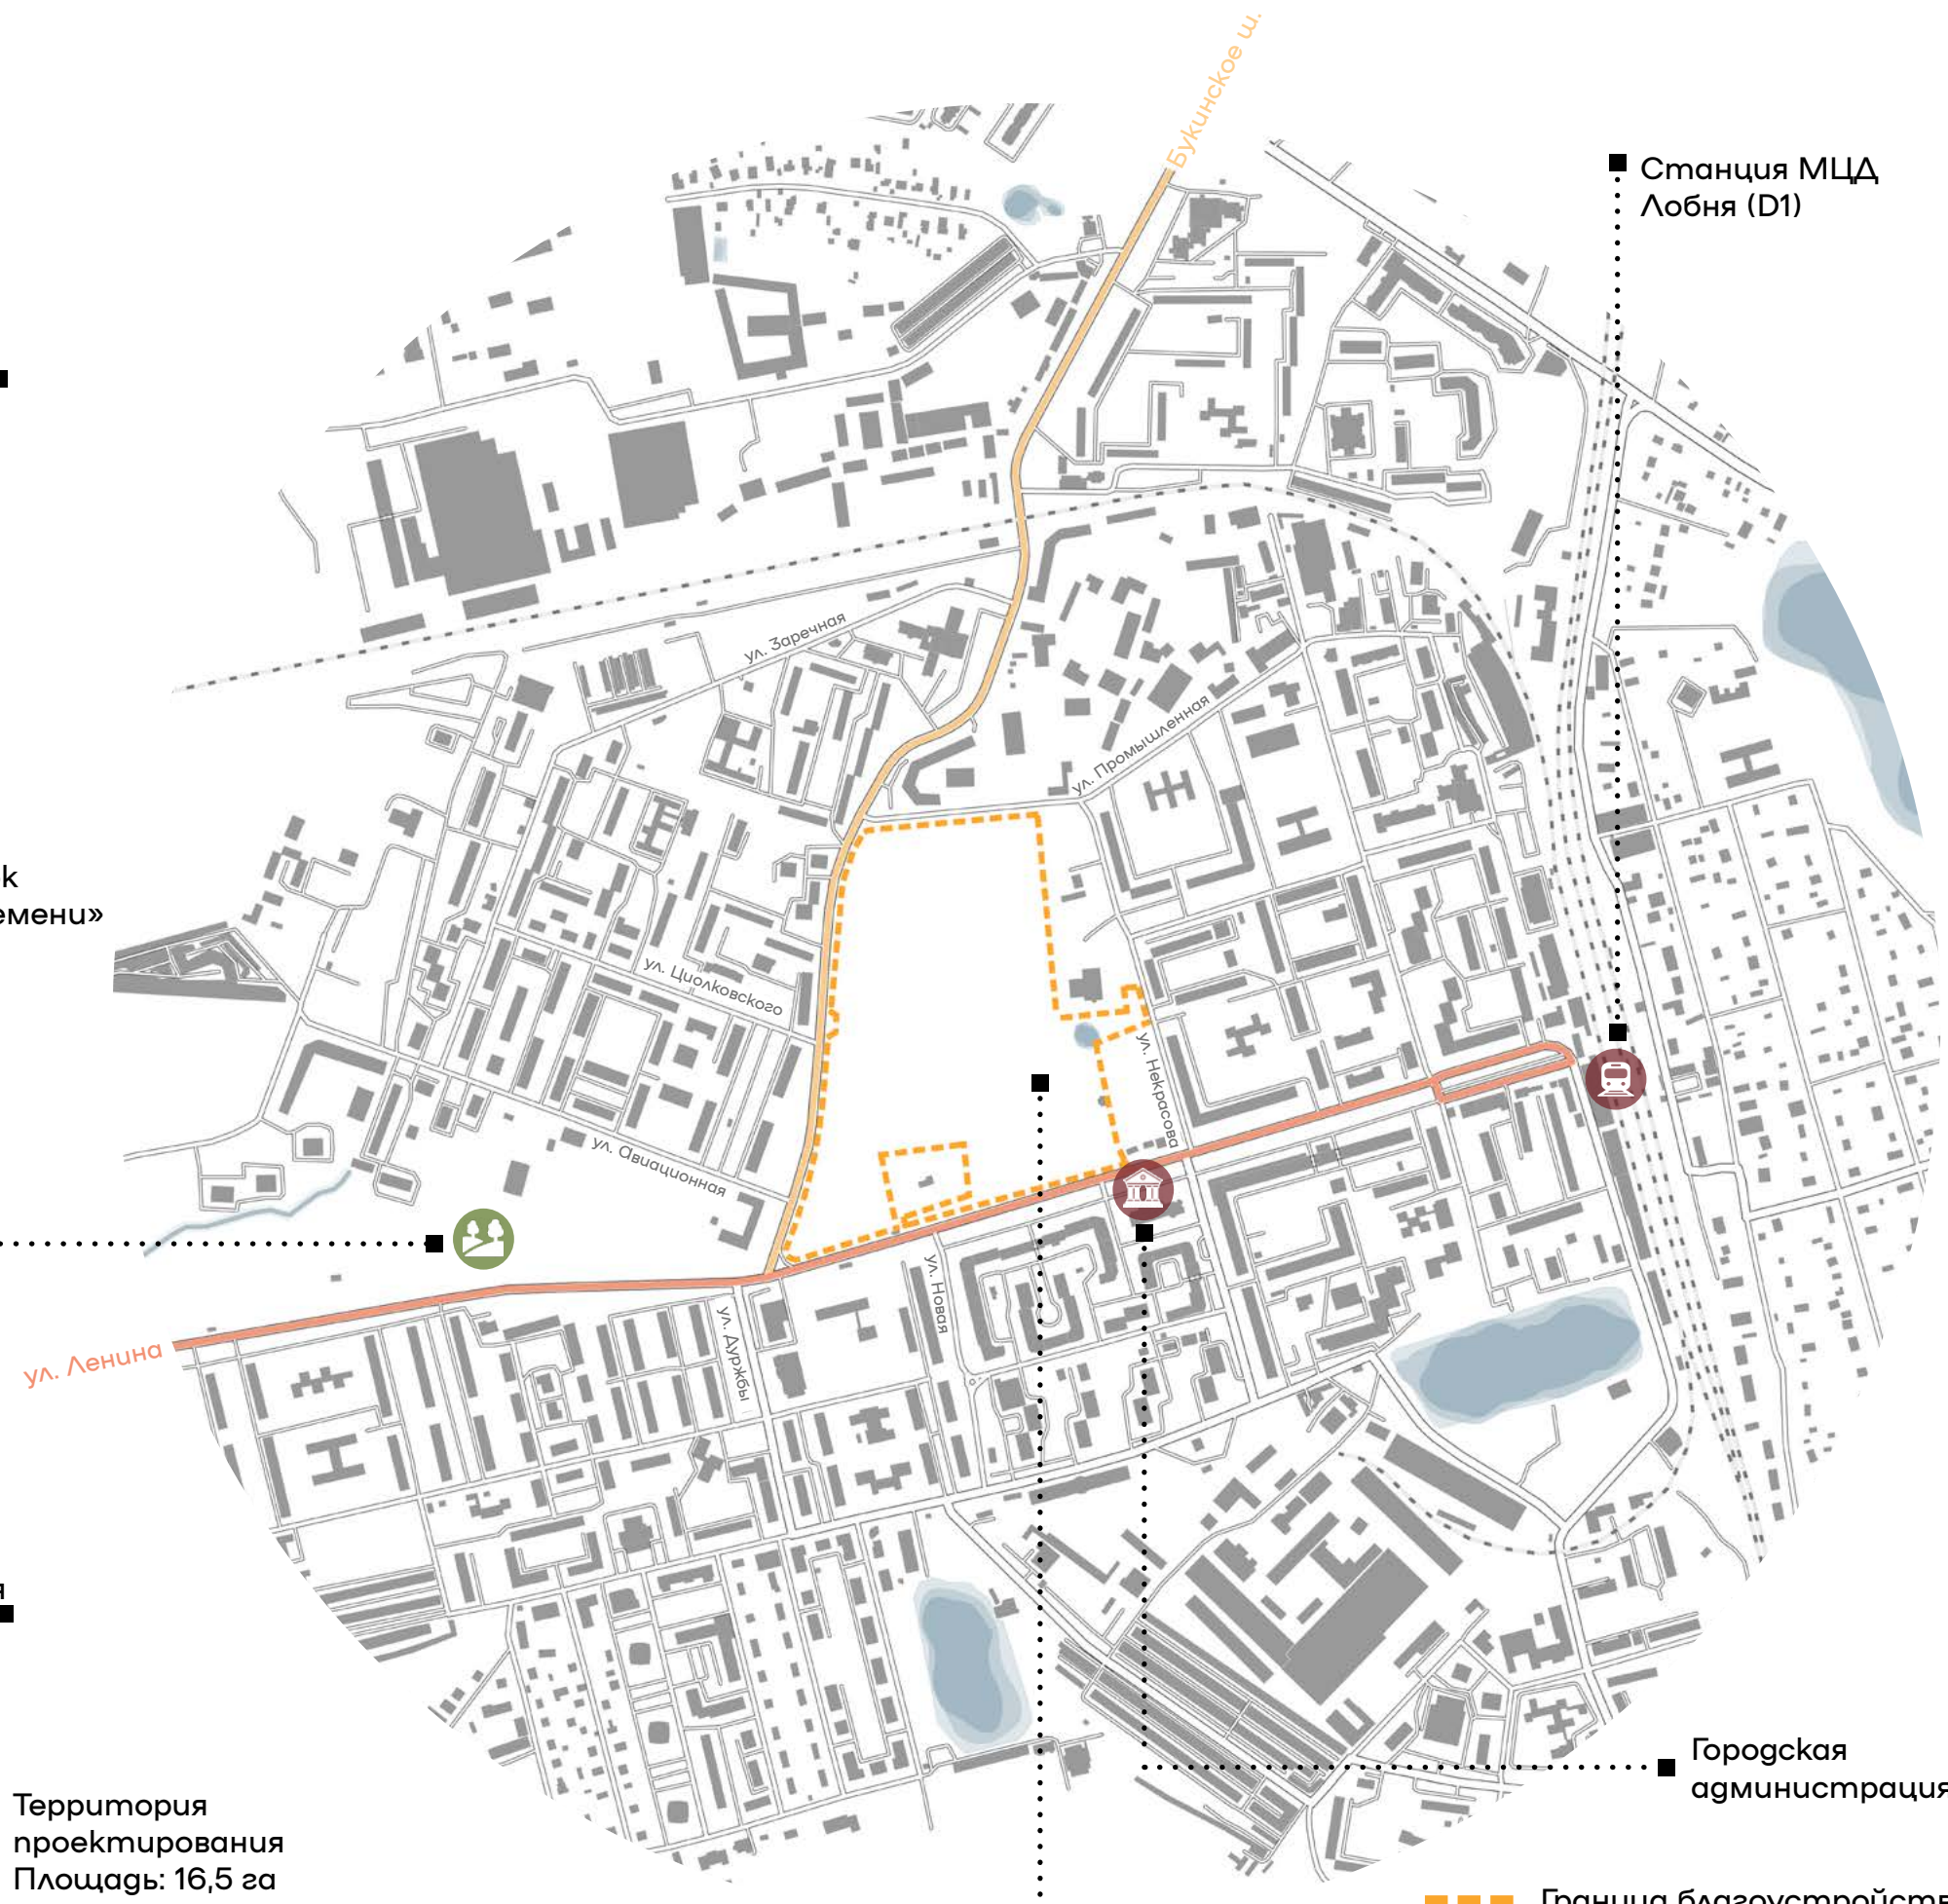 Букинское ш.
Станция МЦД
Лобня (D1)
ул. Заречная
ул. Промышленная
ул. Циолковского
ул. Некрасова
ул. Авиационная
ул. Новая
ул. Дуржбы
ул. Ленина
Городская
администрация
Территория
проектирования
Площадь: 16,5 га